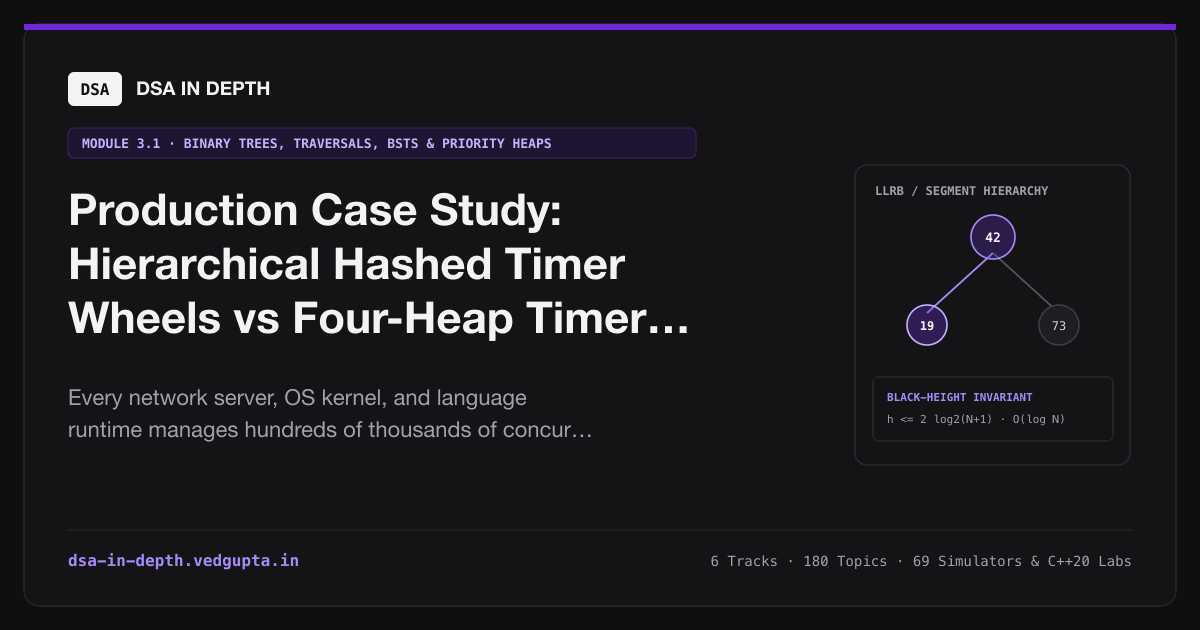 DSA DSA IN DEPTH
MODULE 3.1 · BINARY TREES, TRAVERSALS, BSTS & PRIORITY HEAPS
Production Case Study:
Hierarchical Hashed Timer
Wheels vs Four-Heap Timer…
Every network server, OS kernel, and language
runtime manages hundreds of thousands of concur…
LLRB / SEGMENT HIERARCHY
42
19 73
BLACK-HEIGHT INVARIANT
h <= 2 log2(N+1) · O(log N)
dsa-in-depth.vedgupta.in
6 Tracks · 180 Topics · 69 Simulators & C++20 Labs